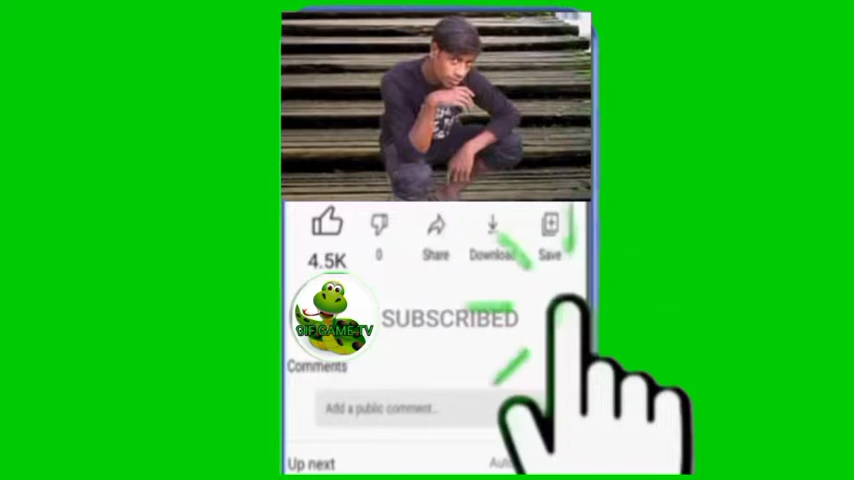 4.5K
0
Share
Download
Save
GIF GAME TV
SUBSCRIBED
Comments
Add a public comment...
Up next